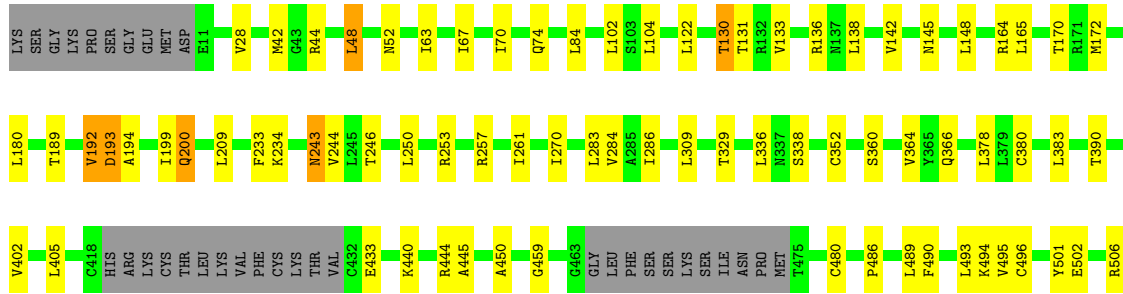 LYS SER GLY LYS PRO SER GLY GLU MET ASP E11 V28 M42 G43 R44 L48 N52 I63 I67 I70 Q74 L84 L102 S103 L104 L122 T130 T131 R132 V133 R136 N137 L138 V142 N145 L148 R164 L165 T170 R171 M172
L180 T189 V192 D193 A194 I199 Q200 L209 F233 K234 N243 V244 L245 T246 L250 R253 R257 I261 I270 L283 V284 A285 I286 L309 T329 L336 N337 S338 C352 S360 V364 Y365 Q366 L378 L379 C380 L383 T390
V402 L405 C418 HIS ARG LYS CYS THR LEU LYS VAL PHE CYS LYS THR VAL C432 E433 K440 R444 A445 A450 G459 G463 GLY LEU PHE SER SER LYS SER ILE ASN PRO MET T475 C480 P486 L489 F490 L493 K494 V495 C496 Y501 E502 R506